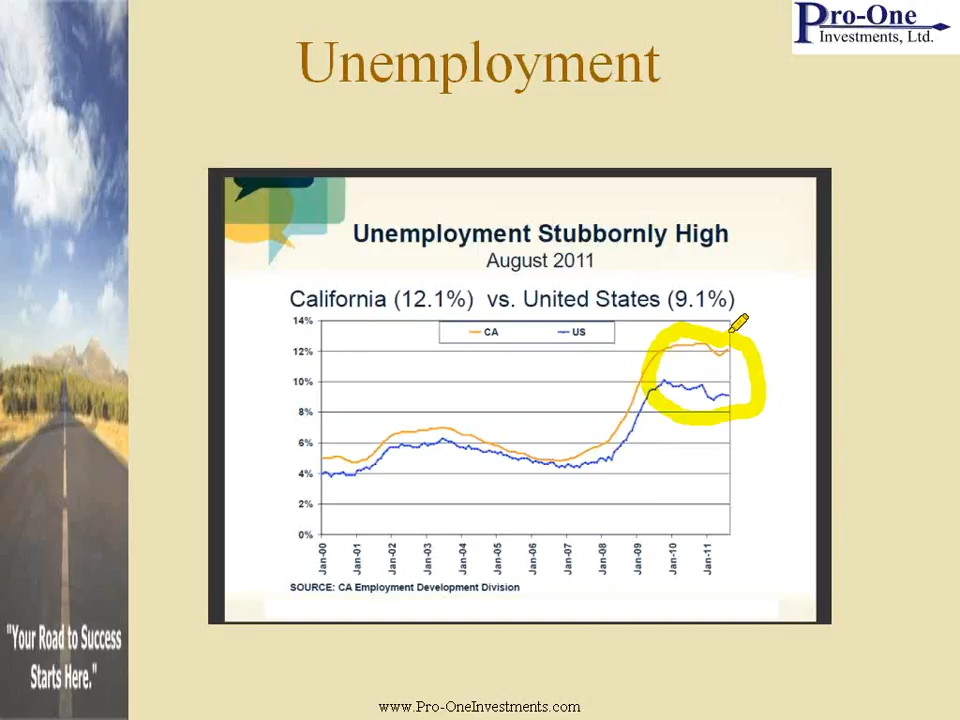 Pro-One
Investments, Ltd.
Unemployment
Unemployment Stubbornly High
August 2011
California (12.1%) vs. United States (9.1%)
CA US
14%
12%
10%
8%
6%
4%
2%
0%
Jan-00 Jan-01 Jan-02 Jan-03 Jan-04 Jan-05 Jan-06 Jan-07 Jan-08 Jan-09 Jan-10 Jan-11
SOURCE: CA Employment Development Division
"Your Road to Success
Starts Here."
www.Pro-OneInvestments.com